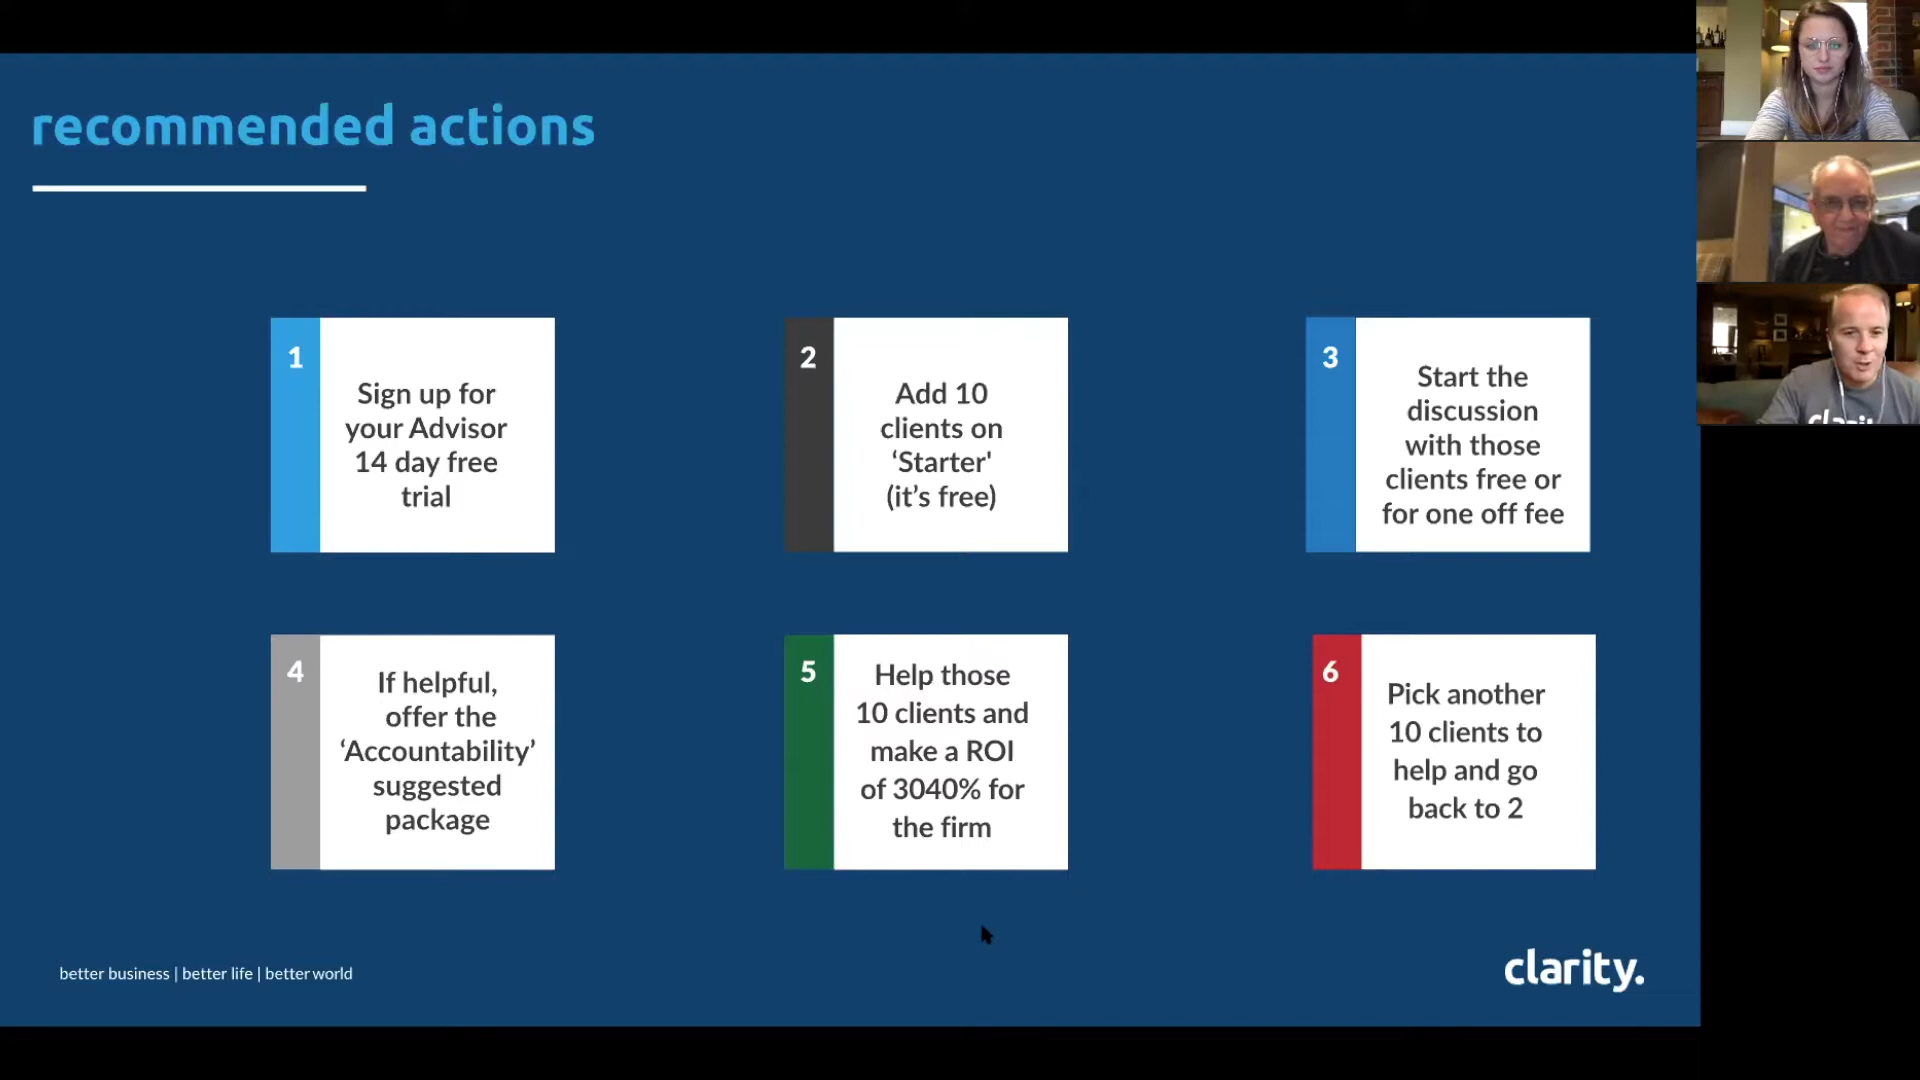 recommended actions
1
Sign up for
your Advisor
14 day free
trial
2
Add 10
clients on
‘Starter'
(it’s free)
3
Start the
discussion
with those
clients free or
for one off fee
4
If helpful,
offer the
‘Accountability’
suggested
package
5
Help those
10 clients and
make a ROI
of 3040% for
the firm
6
Pick another
10 clients to
help and go
back to 2
better business | better life | better world
clarity.
clarity